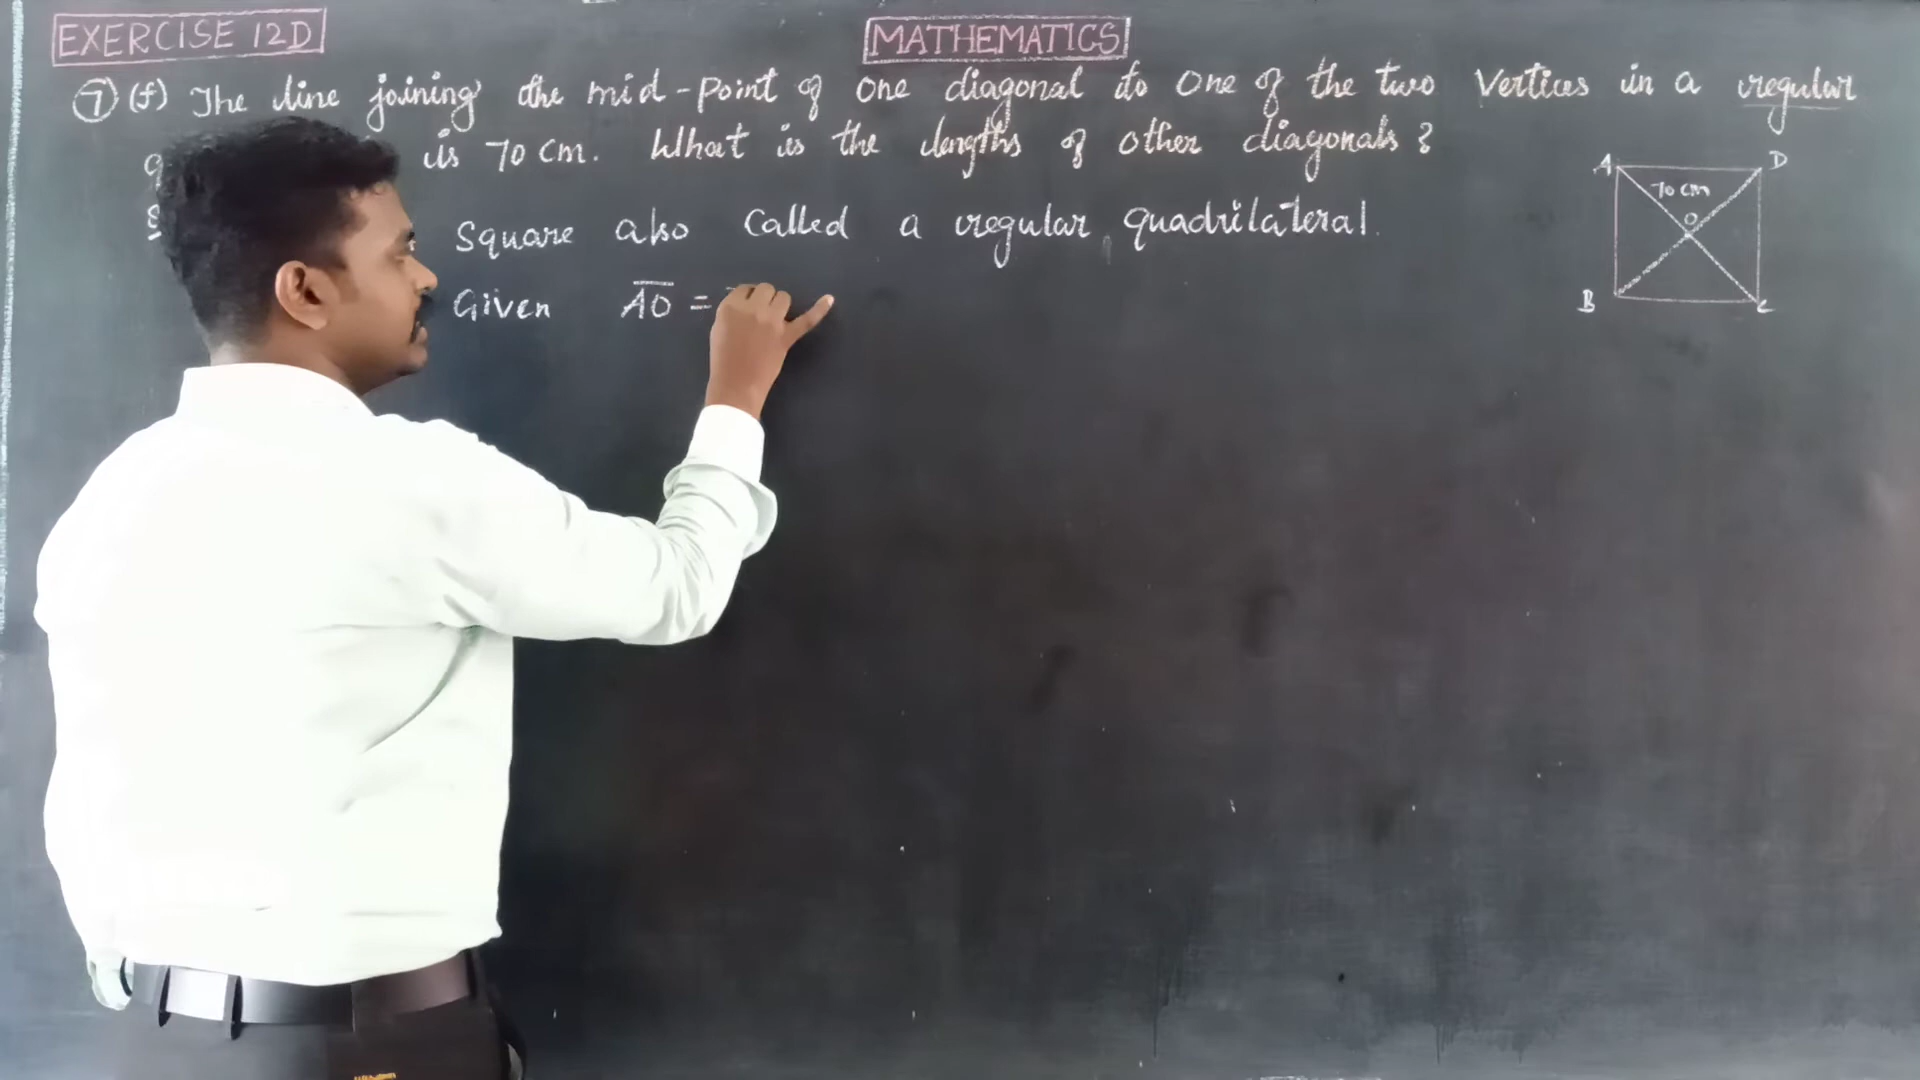 EXERCISE 12D
MATHEMATICS
7 (f) The line joining the mid-point of one diagonal to one of the two vertices in a regular
is 70 cm. What is the lengths of other diagonals?
Square also called a regular quadrilateral.
Given AO =
A D
70 cm
O
B C